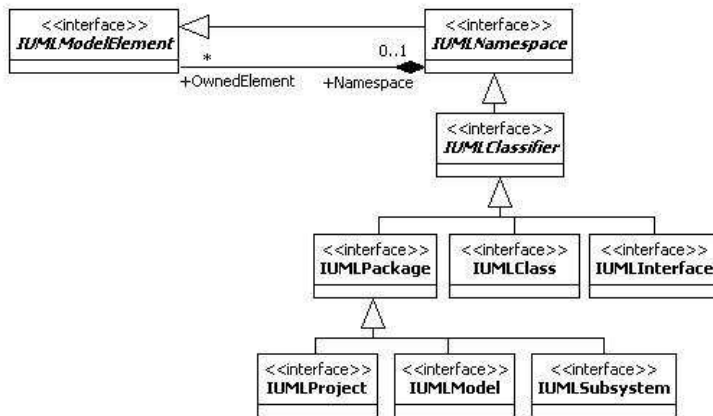 <<interface>>
IUMLModelElement
<<interface>>
IUMLNamespace
*
0..1
+OwnedElement
+Namespace
<<interface>>
IUMLClassifier
<<interface>>
IUMLPackage
<<interface>>
IUMLClass
<<interface>>
IUMLInterface
<<interface>>
IUMLProject
<<interface>>
IUMLModel
<<interface>>
IUMLSubsystem